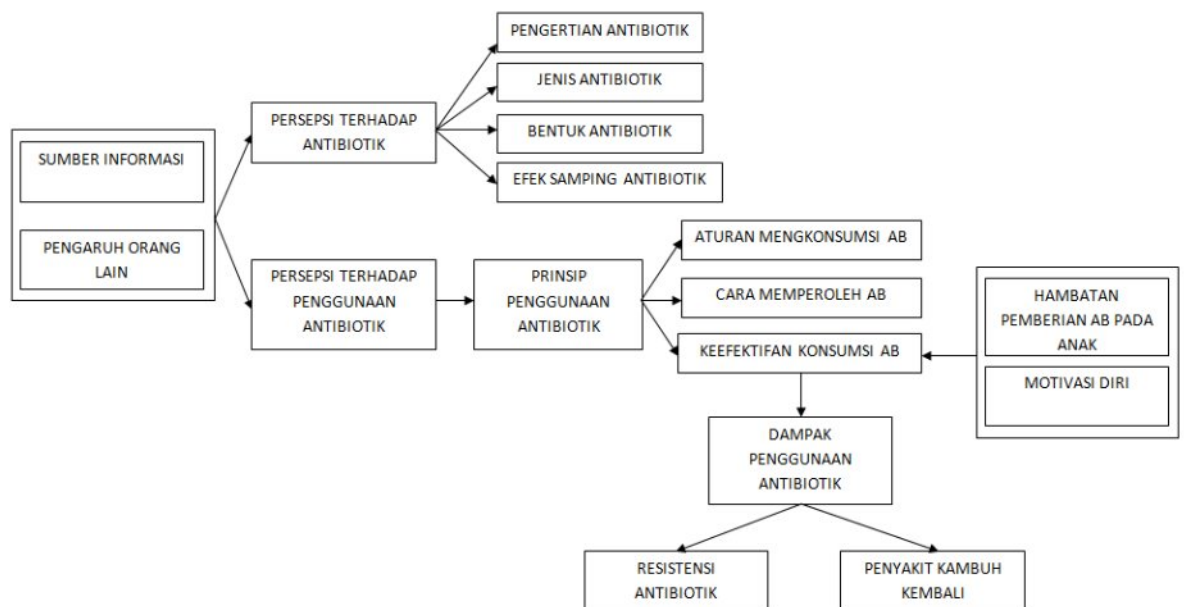 PENGERTIAN ANTIBIOTIK
JENIS ANTIBIOTIK
BENTUK ANTIBIOTIK
EFEK SAMPING ANTIBIOTIK
PERSEPSI TERHADAP
ANTIBIOTIK
SUMBER INFORMASI
PENGARUH ORANG
LAIN
PERSEPSI TERHADAP
PENGGUNAAN
ANTIBIOTIK
PRINSIP
PENGGUNAAN
ANTIBIOTIK
ATURAN MENGKONSUMSI AB
CARA MEMPEROLEH AB
KEEFEKTIFAN KONSUMSI AB
HAMBATAN
PEMBERIAN AB PADA
ANAK
MOTIVASI DIRI
DAMPAK
PENGGUNAAN
ANTIBIOTIK
RESISTENSI
ANTIBIOTIK
PENYAKIT KAMBUH
KEMBALI